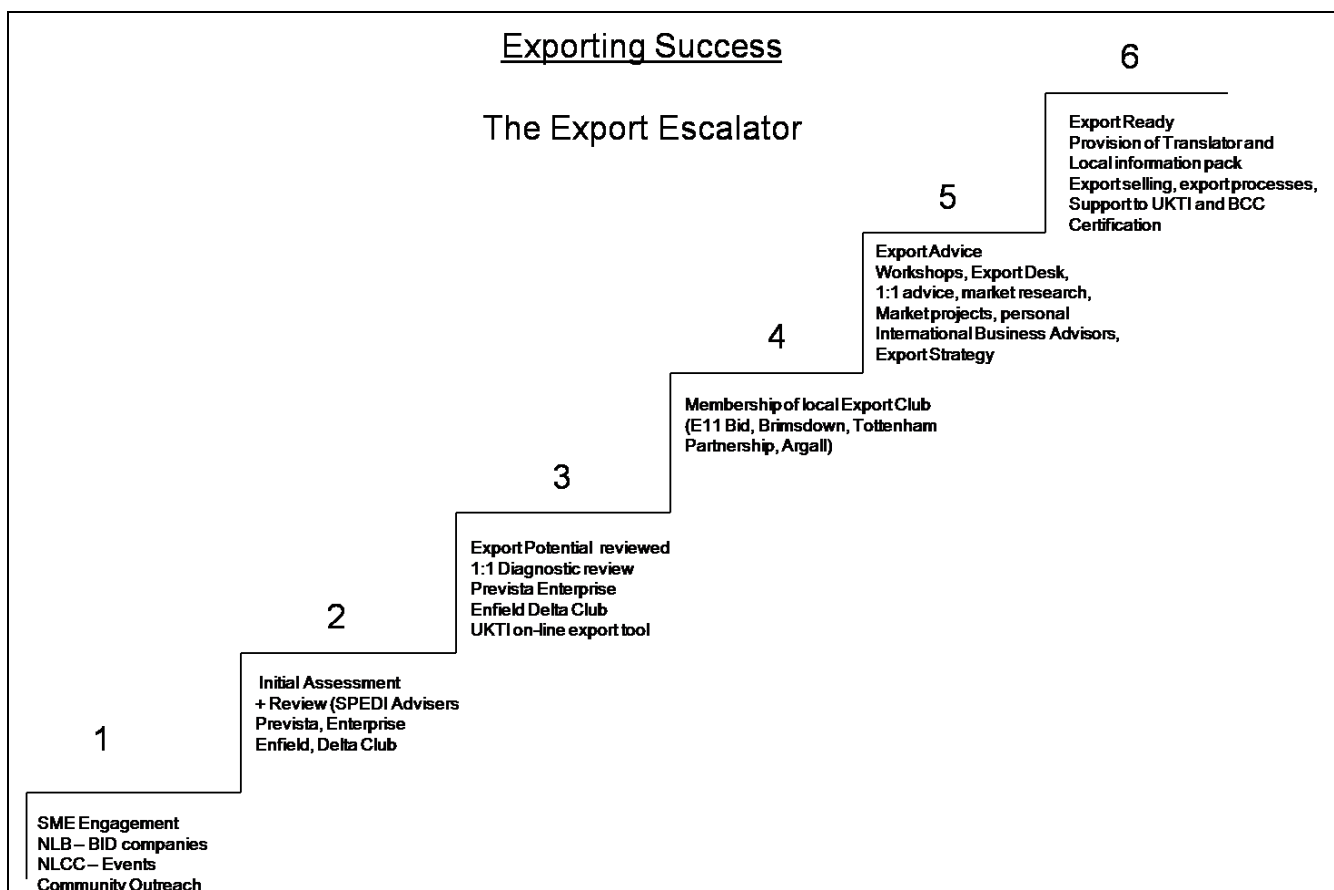 Exporting Success
The Export Escalator
1
SME Engagement
NLB – BID companies
NLCC – Events
Community Outreach
2
Initial Assessment
+ Review (SPEDI Advisers
Prevista, Enterprise
Enfield, Delta Club
3
Export Potential reviewed
1:1 Diagnostic review
Prevista Enterprise
Enfield Delta Club
UKTI on-line export tool
4
Membership of local Export Club
(E11 Bid, Brimsdown, Tottenham
Partnership, Argall)
5
Export Advice
Workshops, Export Desk,
1:1 advice, market research,
Market projects, personal
International Business Advisors,
Export Strategy
6
Export Ready
Provision of Translator and
Local information pack
Export selling, export processes,
Support to UKTI and BCC
Certification